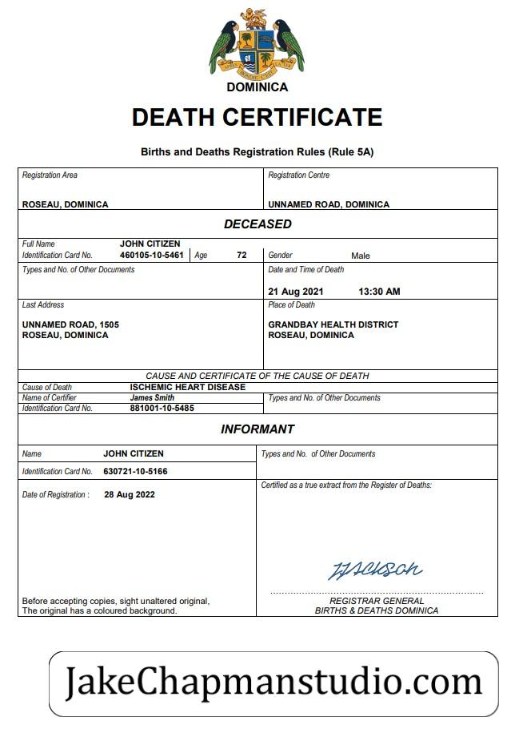 DOMINICA
DEATH CERTIFICATE
Births and Deaths Registration Rules (Rule 5A)
Registration Area
Registration Centre
ROSEAU, DOMINICA
UNNAMED ROAD, DOMINICA
DECEASED
Full Name JOHN CITIZEN
Identification Card No. 460105-10-5461 Age 72 Gender Male
Types and No. of Other Documents
Date and Time of Death
21 Aug 2021 13:30 AM
Last Address
Place of Death
UNNAMED ROAD, 1505
ROSEAU, DOMINICA
GRANDBAY HEALTH DISTRICT
ROSEAU, DOMINICA
CAUSE AND CERTIFICATE OF THE CAUSE OF DEATH
Cause of Death ISCHEMIC HEART DISEASE
Name of Certifier James Smith Types and No. of Other Documents
Identification Card No. 881001-10-5485
INFORMANT
Name JOHN CITIZEN
Types and No. of Other Documents
Identification Card No. 630721-10-5166
Certified as a true extract from the Register of Deaths:
Date of Registration : 28 Aug 2022
Before accepting copies, sight unaltered original,
The original has a coloured background.
REGISTRAR GENERAL
BIRTHS & DEATHS DOMINICA
JakeChapmanstudio.com